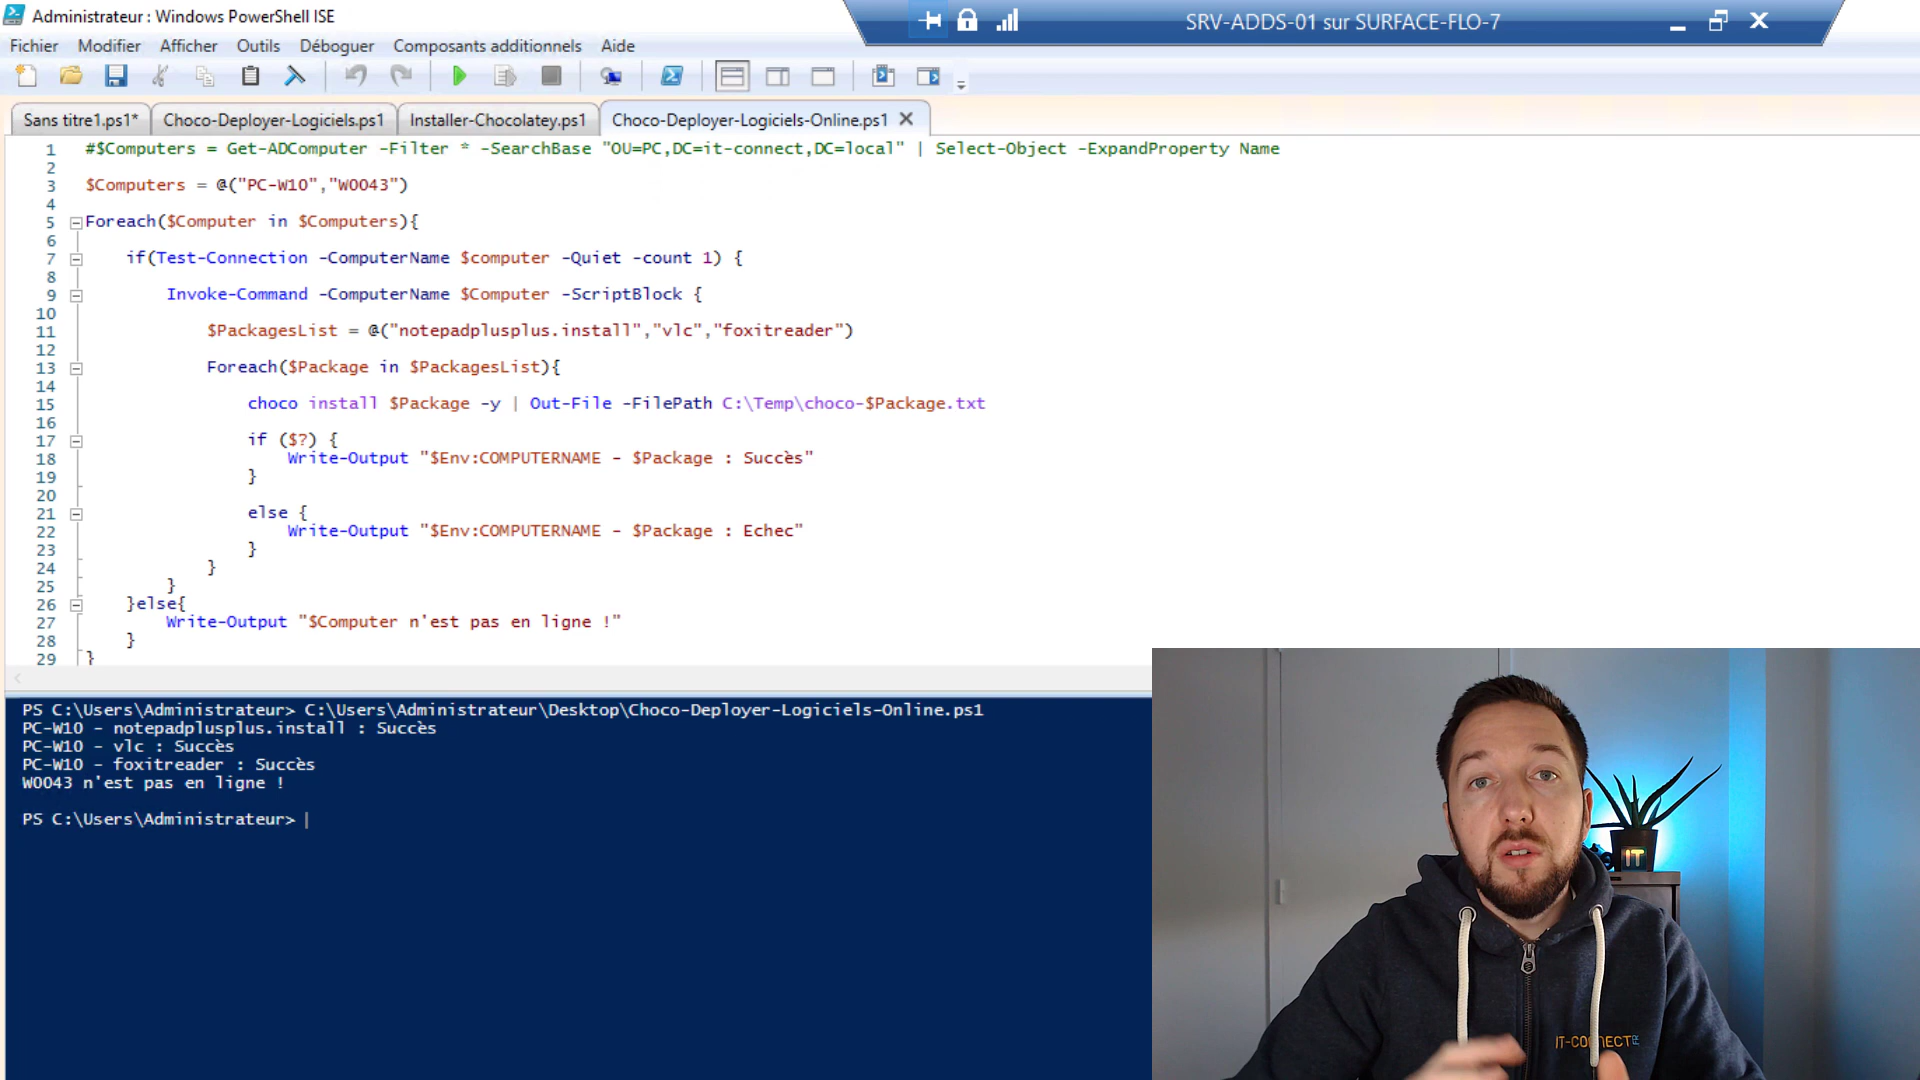 Administrateur : Windows PowerShell ISE
SRV-ADDS-01 sur SURFACE-FLO-7
Fichier Modifier Afficher Outils Déboguer Composants additionnels Aide
Sans titre1.ps1* Choco-Deployer-Logiciels.ps1 Installer-Chocolatey.ps1 Choco-Deployer-Logiciels-Online.ps1
1 #$Computers = Get-ADComputer -Filter * -SearchBase "OU=PC,DC=it-connect,DC=local" | Select-Object -ExpandProperty Name
2
3 $Computers = @("PC-W10","W0043")
4
5 Foreach($Computer in $Computers){
6
7 if(Test-Connection -ComputerName $computer -Quiet -count 1) {
8
9 Invoke-Command -ComputerName $Computer -ScriptBlock {
10
11 $PackagesList = @("notepadplusplus.install","vlc","foxitreader")
12
13 Foreach($Package in $PackagesList){
14
15 choco install $Package -y | Out-File -FilePath C:\Temp\choco-$Package.txt
16
17 if ($?) {
18 Write-Output "$Env:COMPUTERNAME - $Package : Succès"
19 }
20
21 else {
22 Write-Output "$Env:COMPUTERNAME - $Package : Echec"
23 }
24 }
25 }
26 }else{
27 Write-Output "$Computer n'est pas en ligne !"
28 }
29 }
PS C:\Users\Administrateur> C:\Users\Administrateur\Desktop\Choco-Deployer-Logiciels-Online.ps1
PC-W10 - notepadplusplus.install : Succès
PC-W10 - vlc : Succès
PC-W10 - foxitreader : Succès
W0043 n'est pas en ligne !
PS C:\Users\Administrateur>
IT
IT-CONNECT